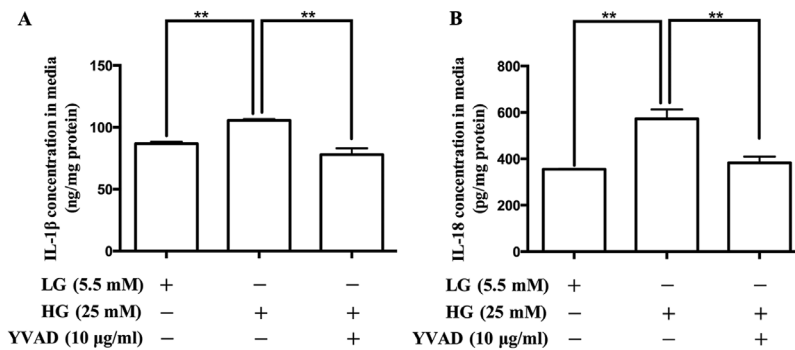 A
**
**
IL-1β concentration in media
(ng/mg protein)
150
100
50
0
LG (5.5 mM) + − −
HG (25 mM) − + +
YVAD (10 μg/ml) − − +
B
**
**
IL-18 concentration in media
(pg/mg protein)
800
600
400
200
0
LG (5.5 mM) + − −
HG (25 mM) − + +
YVAD (10 μg/ml) − − +